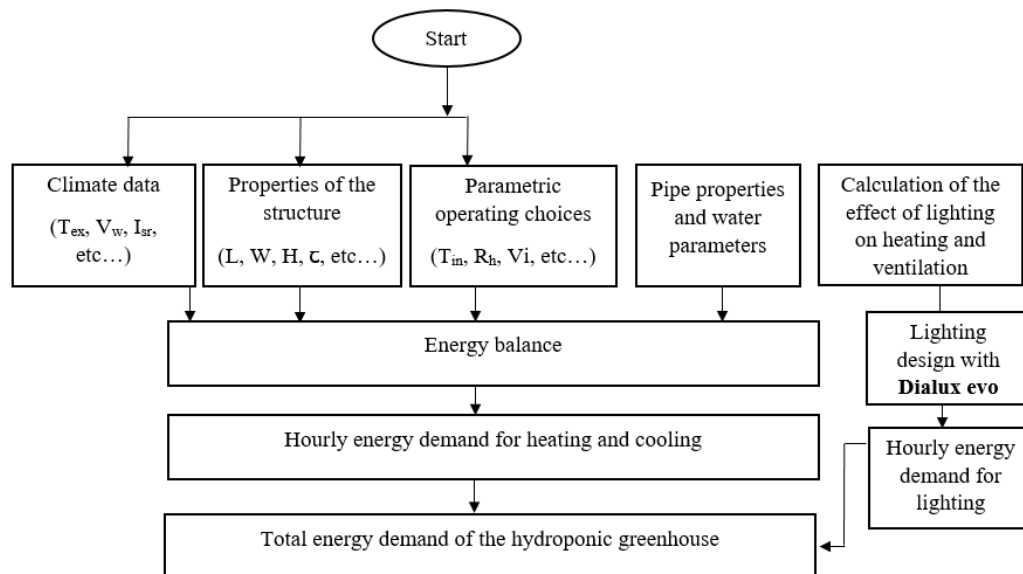 Start
Climate data
(Tex, Vw, Isr,
etc…)
Properties of the
structure
(L, W, H, ꞇ, etc…)
Parametric
operating choices
(Tin, Rh, Vi, etc…)
Pipe properties
and water
parameters
Calculation of the
effect of lighting
on heating and
ventilation
Energy balance
Lighting
design with
Dialux evo
Hourly energy demand for heating and cooling
Hourly energy
demand for
lighting
Total energy demand of the hydroponic greenhouse